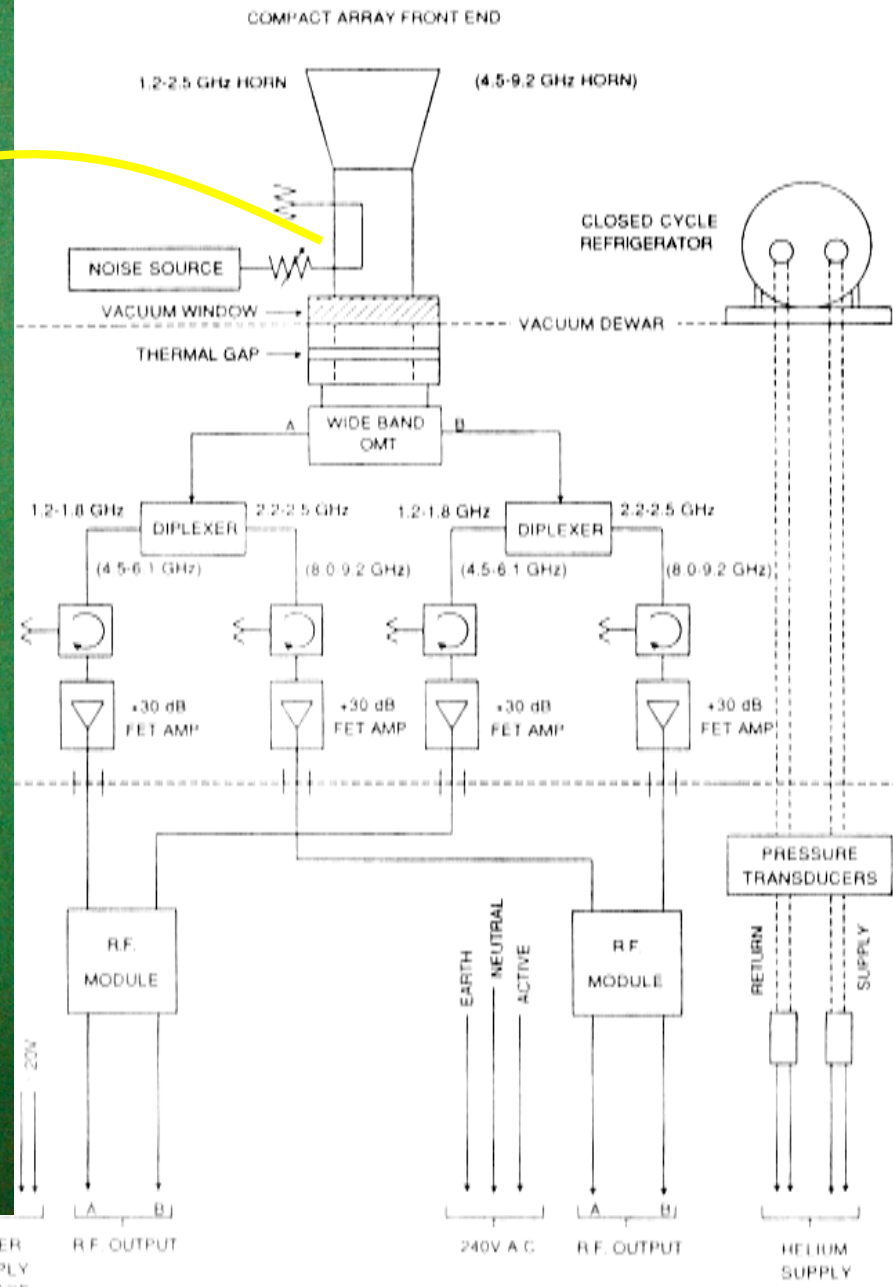 COMPACT ARRAY FRONT END
1.2-2.5 GHz HORN
(4.5-9.2 GHz HORN)
CLOSED CYCLE
REFRIGERATOR
NOISE SOURCE
VACUUM WINDOW
VACUUM DEWAR
THERMAL GAP
A
WIDE BAND
OMT
B
1.2-1.8 GHz
DIPLEXER
2.2-2.5 GHz
1.2-1.8 GHz
DIPLEXER
2.2-2.5 GHz
(4.5-6.1 GHz)
(8.0-9.2 GHz)
(4.5-6.1 GHz)
(8.0-9.2 GHz)
+30 dB
FET AMP
+30 dB
FET AMP
+30 dB
FET AMP
+30 dB
FET AMP
PRESSURE
TRANSDUCERS
R.F.
MODULE
EARTH
NEUTRAL
ACTIVE
R.F.
MODULE
RETURN
SUPPLY
20V
A
B
A
B
R.F. OUTPUT
240V A.C.
R.F. OUTPUT
HELIUM
SUPPLY